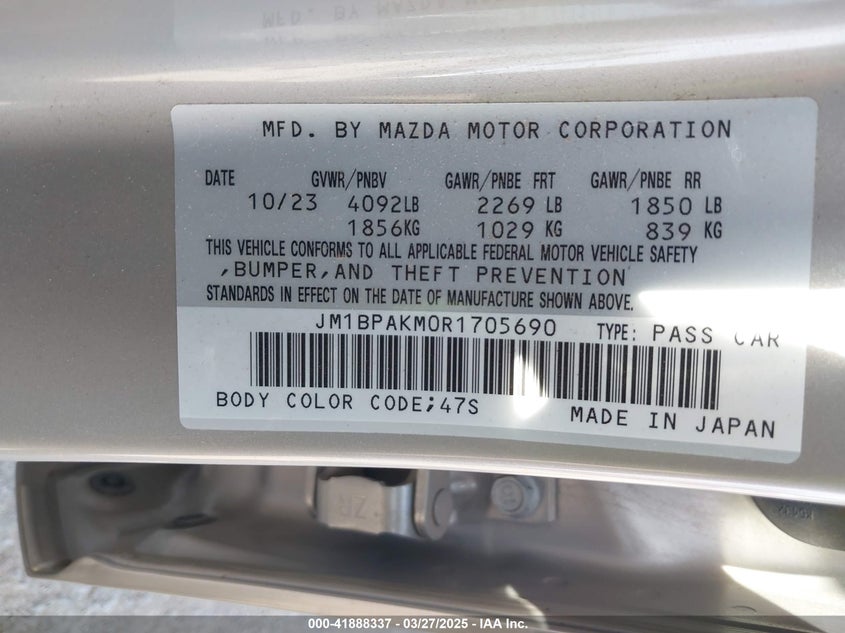 MFD. BY MAZDA MOTOR CORPORATION
DATE GVWR/PNBV GAWR/PNBE FRT GAWR/PNBE RR
10/23 4092LB 2269 LB 1850 LB
1856KG 1029 KG 839 KG
THIS VEHICLE CONFORMS TO ALL APPLICABLE FEDERAL MOTOR VEHICLE SAFETY
,BUMPER,AND THEFT PREVENTION
STANDARDS IN EFFECT ON THE DATE OF MANUFACTURE SHOWN ABOVE.
JM1BPAKM0R1705690 TYPE: PASS CAR
BODY COLOR CODE;47S
MADE IN JAPAN
ZR
000-41888337 - 03/27/2025 - IAA Inc.